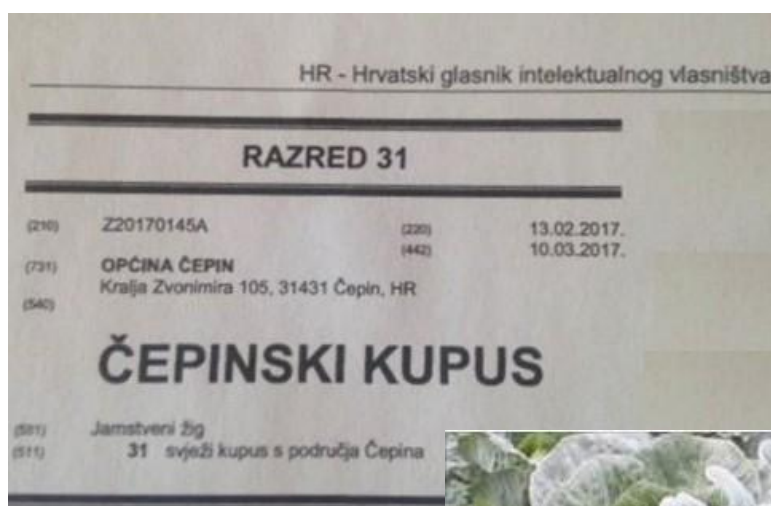 HR - Hrvatski glasnik intelektualnog vlasništva
RAZRED 31
(210) Z20170145A (220) 13.02.2017.
(442) 10.03.2017.
(731) OPĆINA ČEPIN
Kralja Zvonimira 105, 31431 Čepin, HR
(540)
ČEPINSKI KUPUS
(581) Jamstveni žig
(511) 31 svježi kupus s područja Čepina